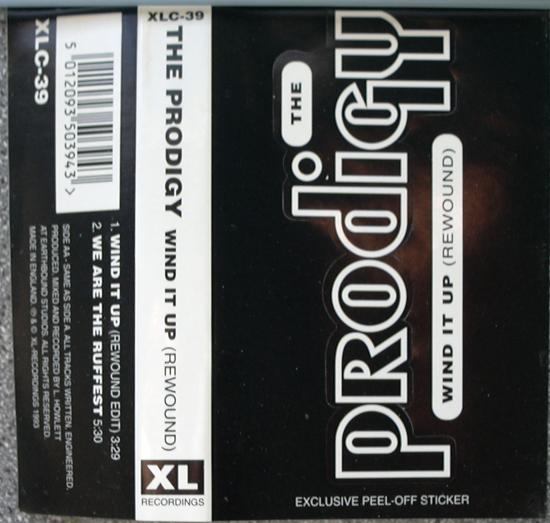 THE
PRODIGY
WIND IT UP (REWOUND)
EXCLUSIVE PEEL-OFF STICKER
XLC-39
THE PRODIGY WIND IT UP (REWOUND)
XL
RECORDINGS
1. WIND IT UP (REWOUND EDIT) 3:29
2. WE ARE THE RUFFEST 5:30
SIDE AA - SAME AS SIDE A. ALL TRACKS WRITTEN, ENGINEERED,
PRODUCED, MIXED AND RECORDED BY L. HOWLETT
AT EARTHBOUND STUDIOS. ALL RIGHTS RESERVED.
MADE IN ENGLAND. ℗ & © XL-RECORDINGS 1993
5 012093 503943 >
XLC-39